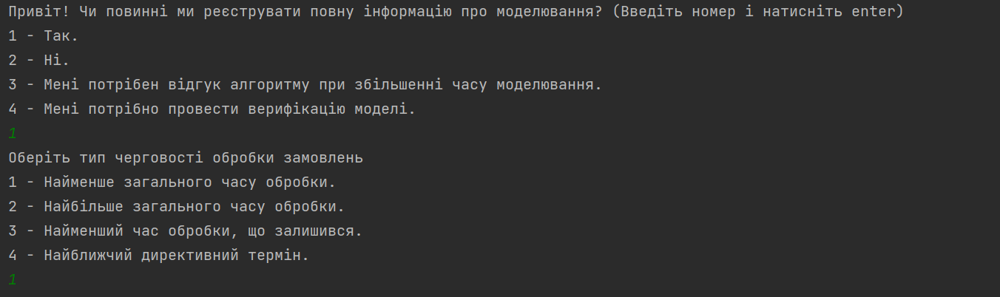 Привіт! Чи повинні ми реєструвати повну інформацію про моделювання? (Введіть номер і натисніть enter)
1 - Так.
2 - Ні.
3 - Мені потрібен відгук алгоритму при збільшенні часу моделювання.
4 - Мені потрібно провести верифікацію моделі.
1
Оберіть тип черговості обробки замовлень
1 - Найменше загального часу обробки.
2 - Найбільше загального часу обробки.
3 - Найменший час обробки, що залишився.
4 - Найближчий директивний термін.
1